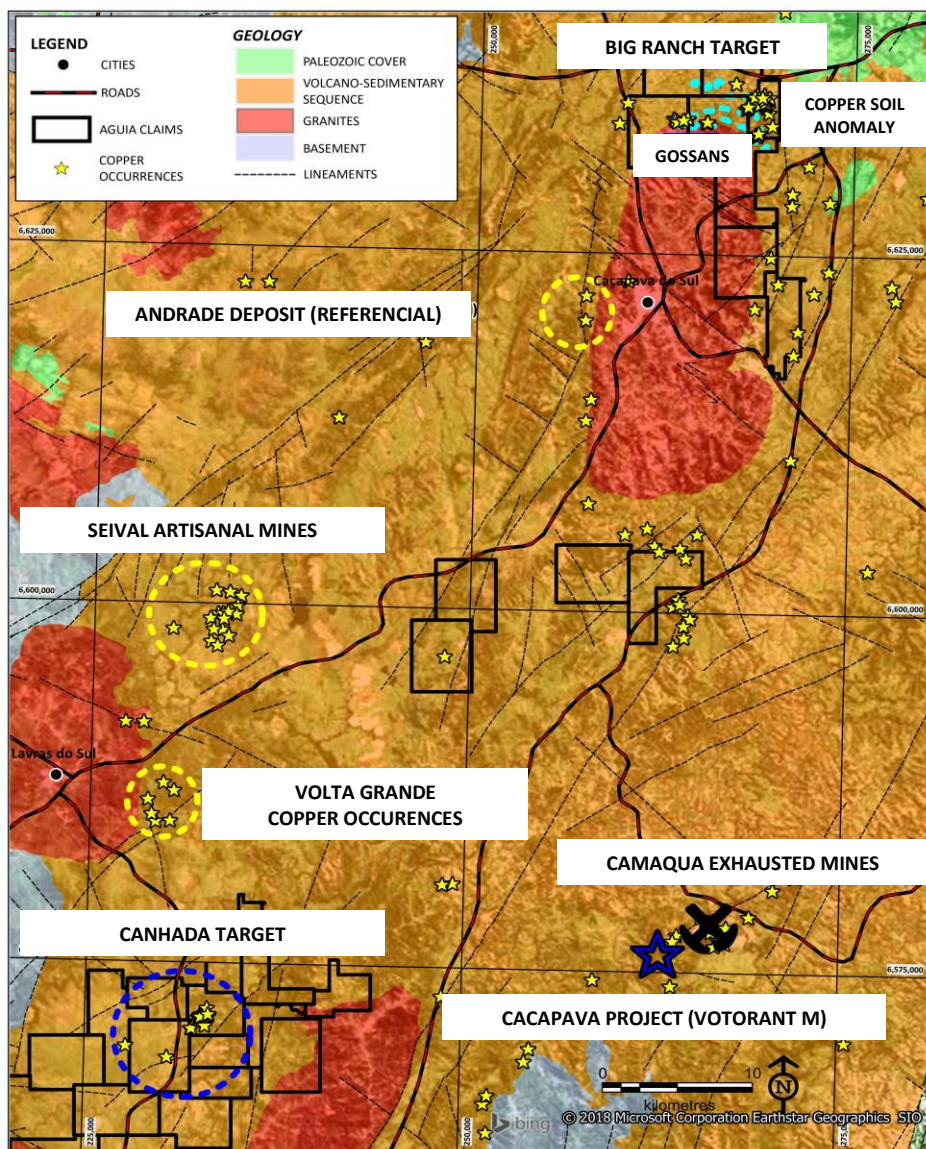 LEGEND
CITIES
ROADS
AGUIA CLAIMS
COPPER
OCCURRENCES
GEOLOGY
PALEOZOIC COVER
VOLCANO-SEDIMENTARY
SEQUENCE
GRANITES
BASEMENT
LINEAMENTS
250,000
275,000
BIG RANCH TARGET
COPPER SOIL
ANOMALY
GOSSANS
6,625,000
6,625,000
Caçapava do Sul
ANDRADE DEPOSIT (REFERENCIAL)
SEIVAL ARTISANAL MINES
6,600,000
6,600,000
Lavras do Sul
VOLTA GRANDE
COPPER OCCURENCES
CAMAQUA EXHAUSTED MINES
CANHADA TARGET
6,575,000
CACAPAVA PROJECT (VOTORANT M)
0
10
kilometres
N
bing
© 2018 Microsoft Corporation Earthstar Geographics SIO
225,000
250,000
275,000